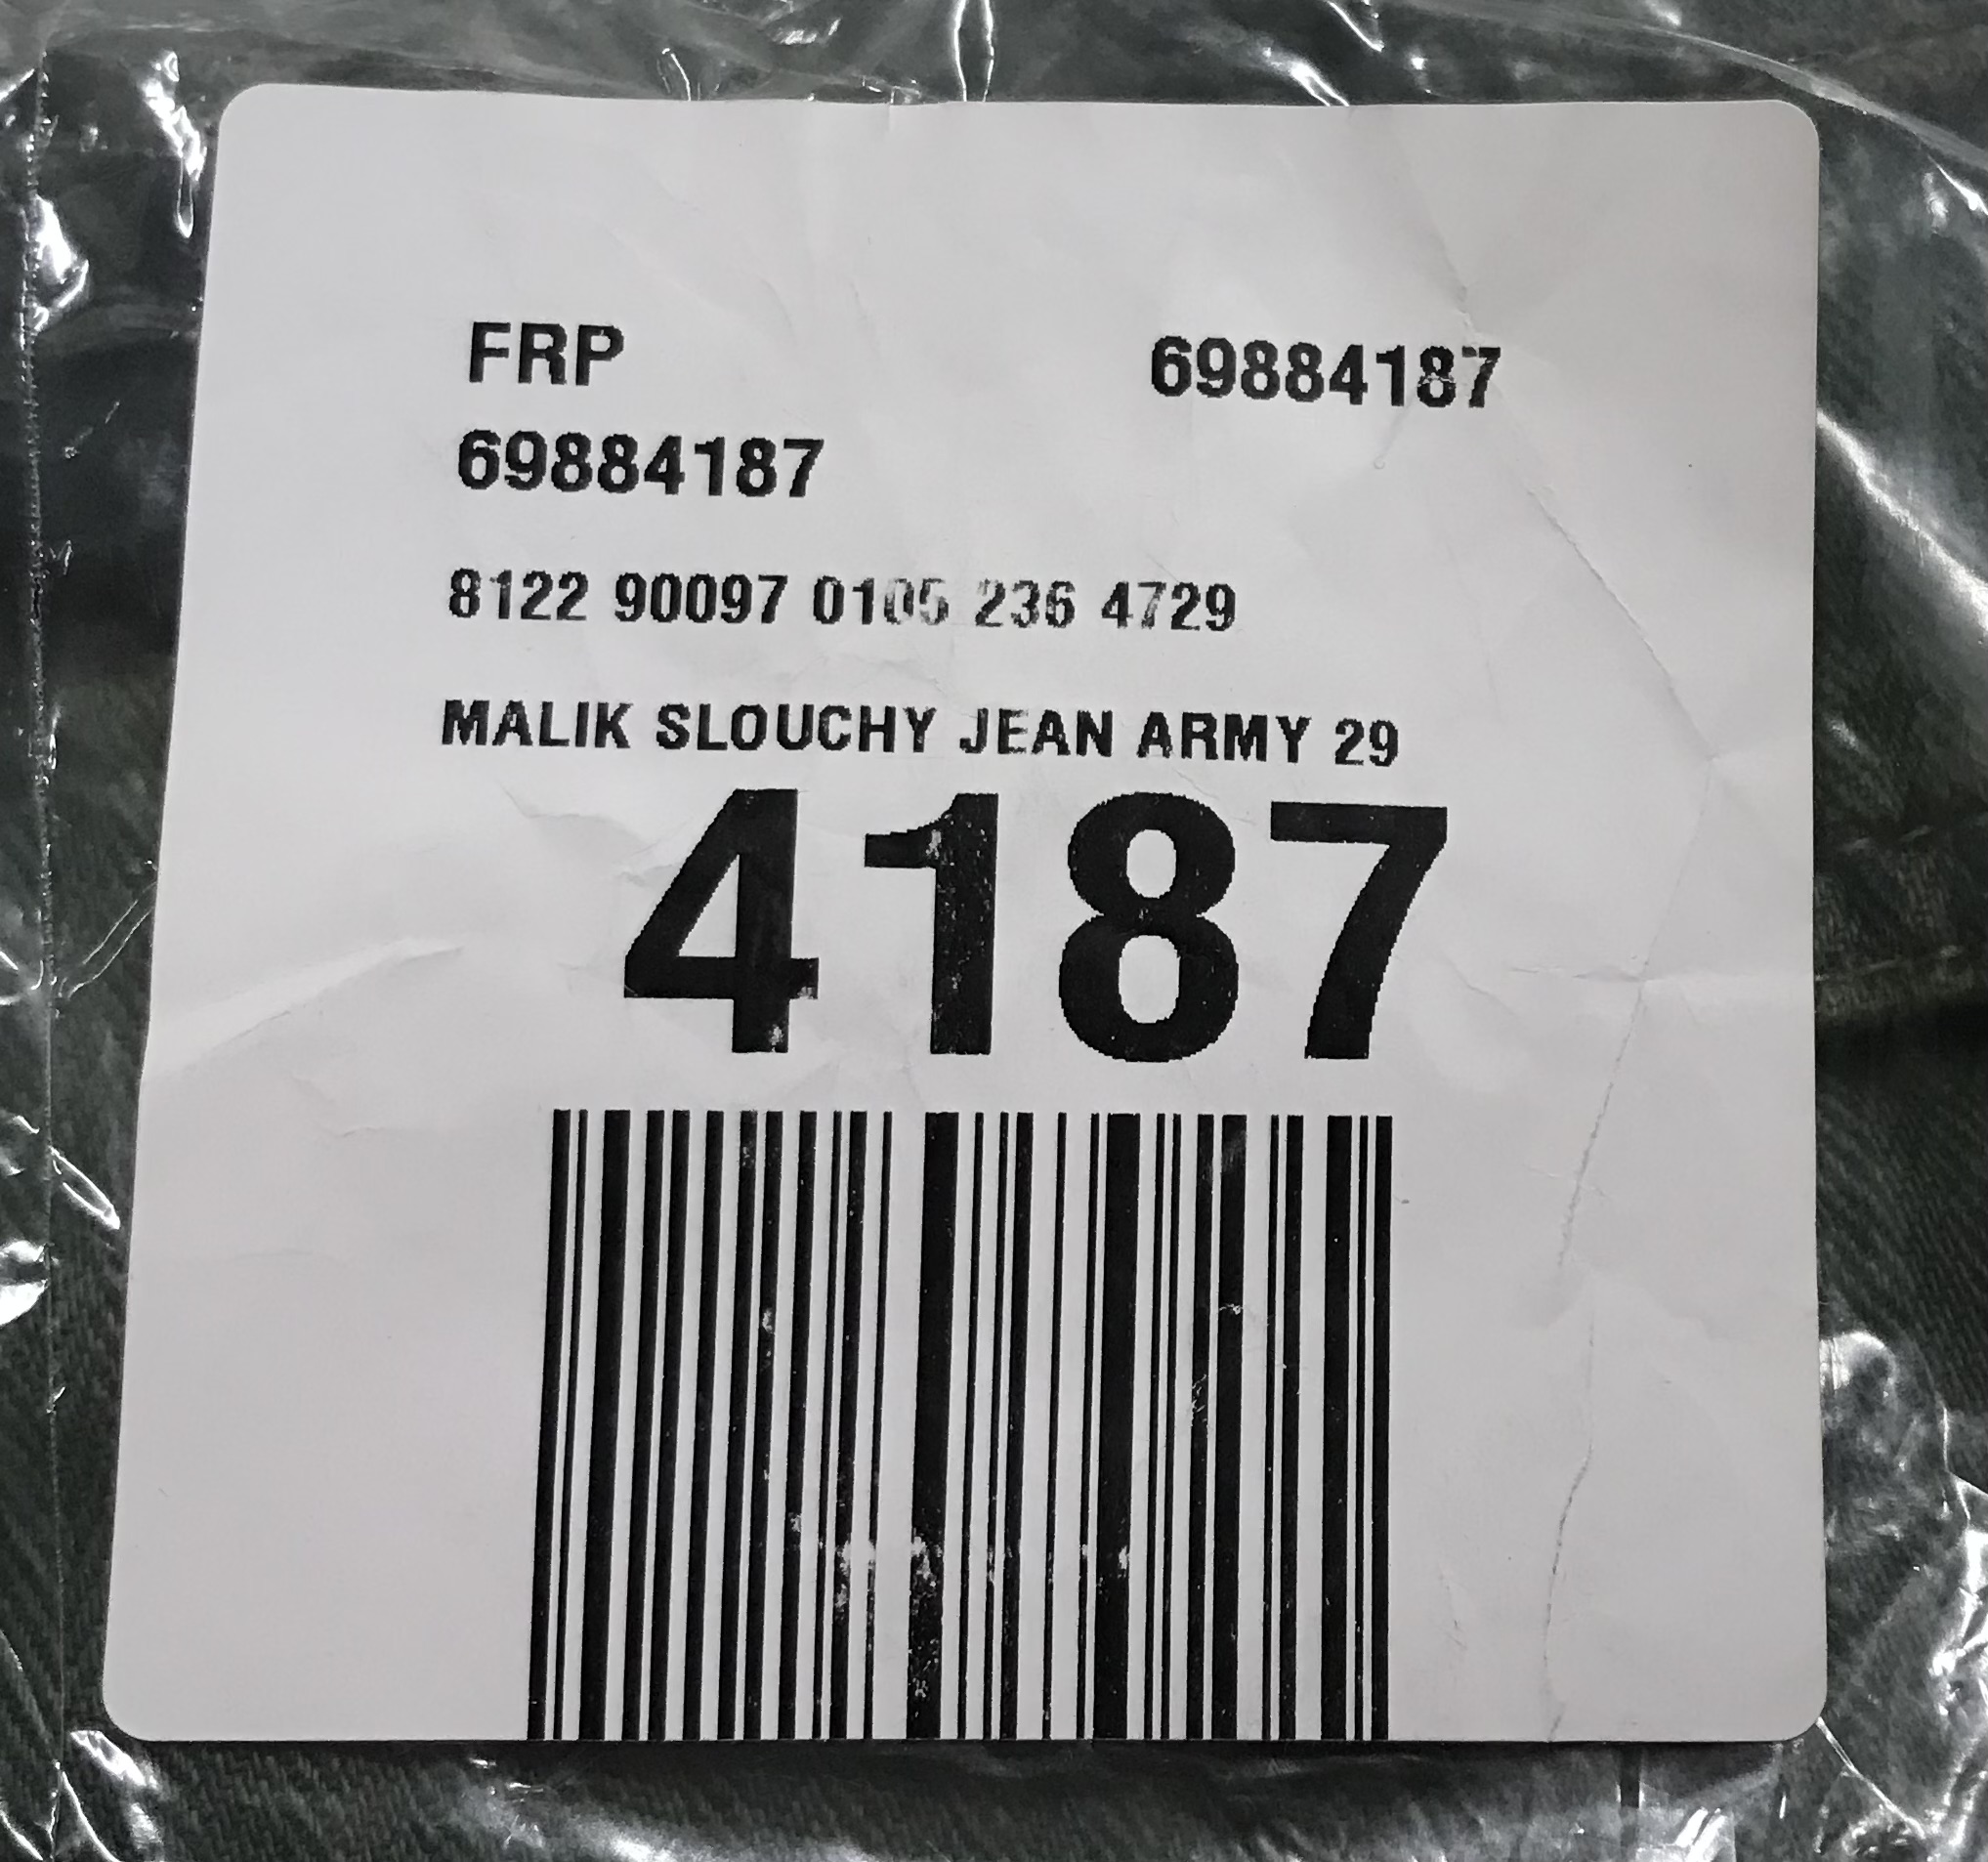 FRP 69884187
69884187
8122 90097 0105 236 4729
MALIK SLOUCHY JEAN ARMY 29
4187